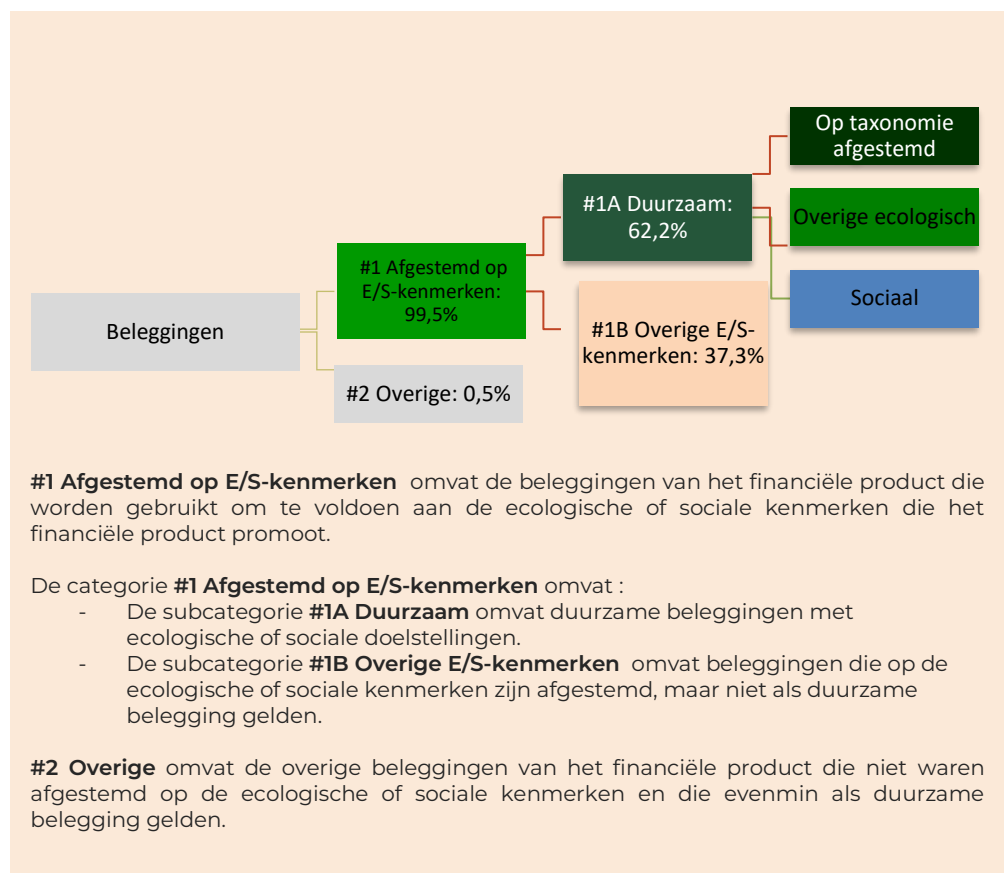 Op taxonomie
afgestemd
#1A Duurzaam:
62,2%
Overige ecologisch
#1 Afgestemd op
E/S-kenmerken:
99,5%
Sociaal
Beleggingen
#1B Overige E/S-
kenmerken: 37,3%
#2 Overige: 0,5%
#1 Afgestemd op E/S-kenmerken omvat de beleggingen van het financiële product die
worden gebruikt om te voldoen aan de ecologische of sociale kenmerken die het
financiële product promoot.
De categorie #1 Afgestemd op E/S-kenmerken omvat :
- De subcategorie #1A Duurzaam omvat duurzame beleggingen met
ecologische of sociale doelstellingen.
- De subcategorie #1B Overige E/S-kenmerken omvat beleggingen die op de
ecologische of sociale kenmerken zijn afgestemd, maar niet als duurzame
belegging gelden.
#2 Overige omvat de overige beleggingen van het financiële product die niet waren
afgestemd op de ecologische of sociale kenmerken en die evenmin als duurzame
belegging gelden.